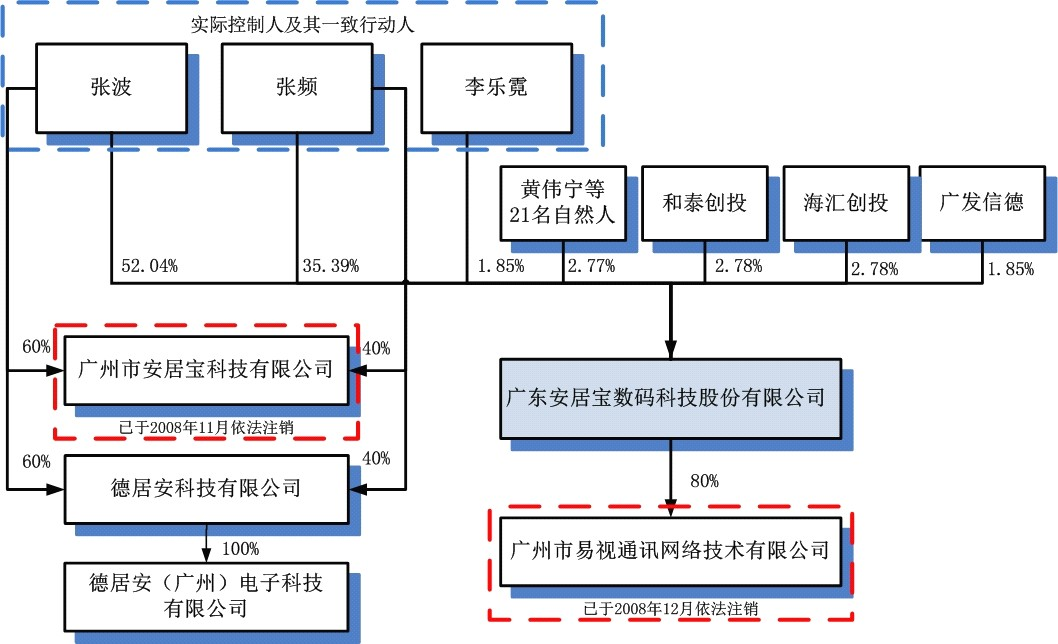 实际控制人及其一致行动人
张波
张频
李乐霓
黄伟宁等
21名自然人
和泰创投
海汇创投
广发信德
52.04%
35.39%
1.85%
2.77%
2.78%
2.78%
1.85%
60%
广州市安居宝科技有限公司
40%
已于2008年11月依法注销
广东安居宝数码科技股份有限公司
60%
德居安科技有限公司
40%
80%
100%
广州市易视通讯网络技术有限公司
已于2008年12月依法注销
德居安（广州）电子科技
有限公司